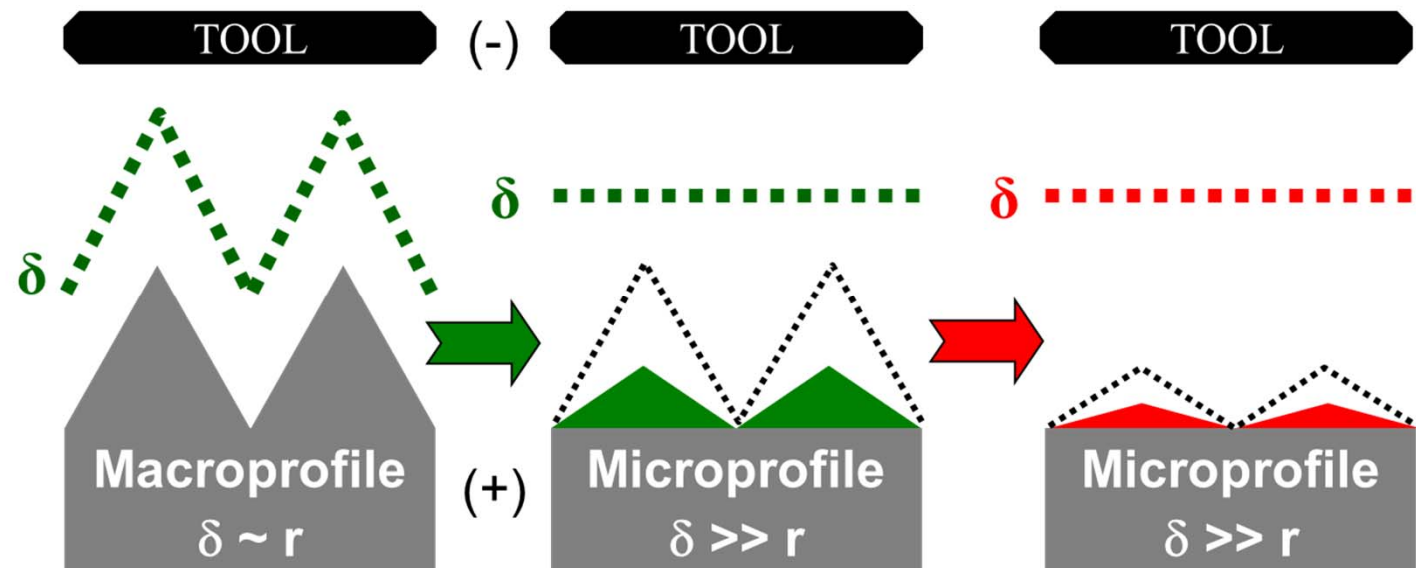 TOOL (-) TOOL TOOL
δ δ δ
Macroprofile (+) Microprofile Microprofile
δ ~ r δ >> r δ >> r